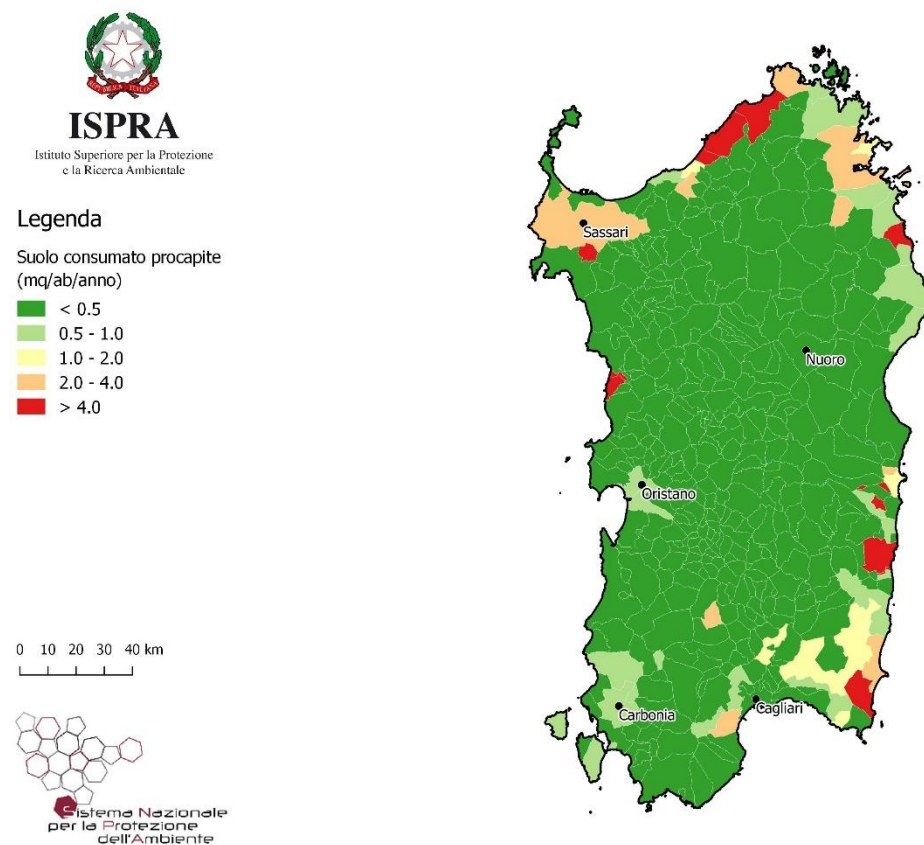 REPVBBLICA ITALIANA
ISPRA
Istituto Superiore per la Protezione
e la Ricerca Ambientale
Legenda
Suolo consumato procapite
(mq/ab/anno)
< 0.5
0.5 - 1.0
1.0 - 2.0
2.0 - 4.0
> 4.0
Sassari
Nuoro
Oristano
Carbonia
Cagliari
0 10 20 30 40 km
Sistema Nazionale
per la Protezione
dell'Ambiente